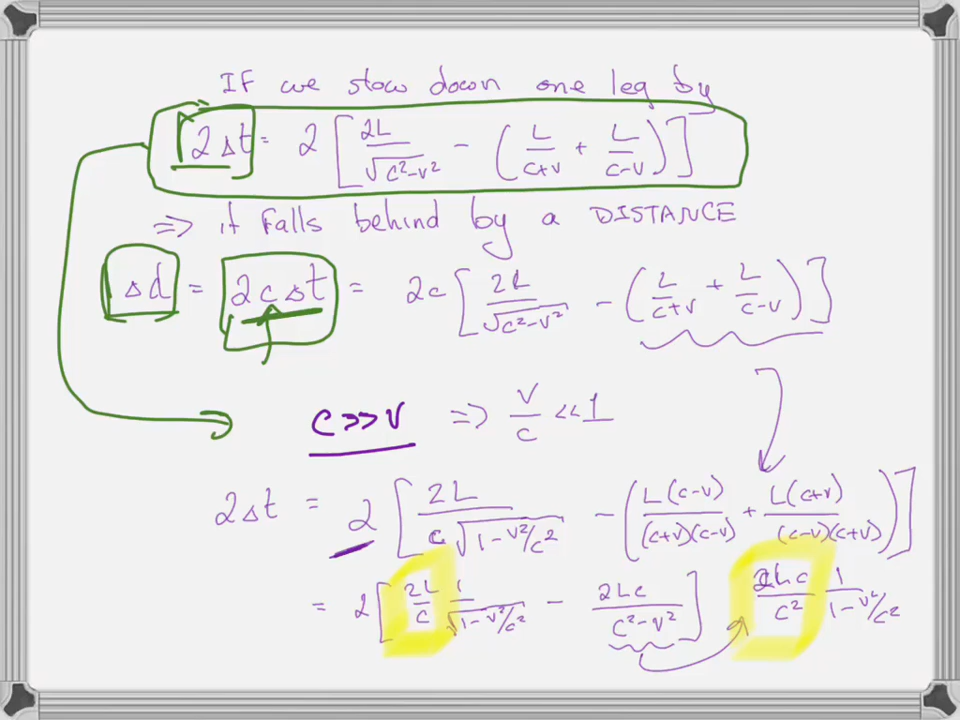 IF we slow down one leg by
2Δt = 2 [ 2L/√(c²-v²) - ( L/(c+v) + L/(c-v) ) ]
=> it falls behind by a DISTANCE
Δd = 2cΔt = 2c [ 2L/√(c²-v²) - ( L/(c+v) + L/(c-v) ) ]
c >> v => v/c << 1
2Δt = 2 [ 2L/(c√(1-v²/c²)) - ( L(c-v)/((c+v)(c-v)) + L(c+v)/((c-v)(c+v)) ) ]
= 2 [ 2L/c 1/√(1-v²/c²) - 2Lc/(c²-v²) ] 2Lc/c² 1/(1-v²/c²)